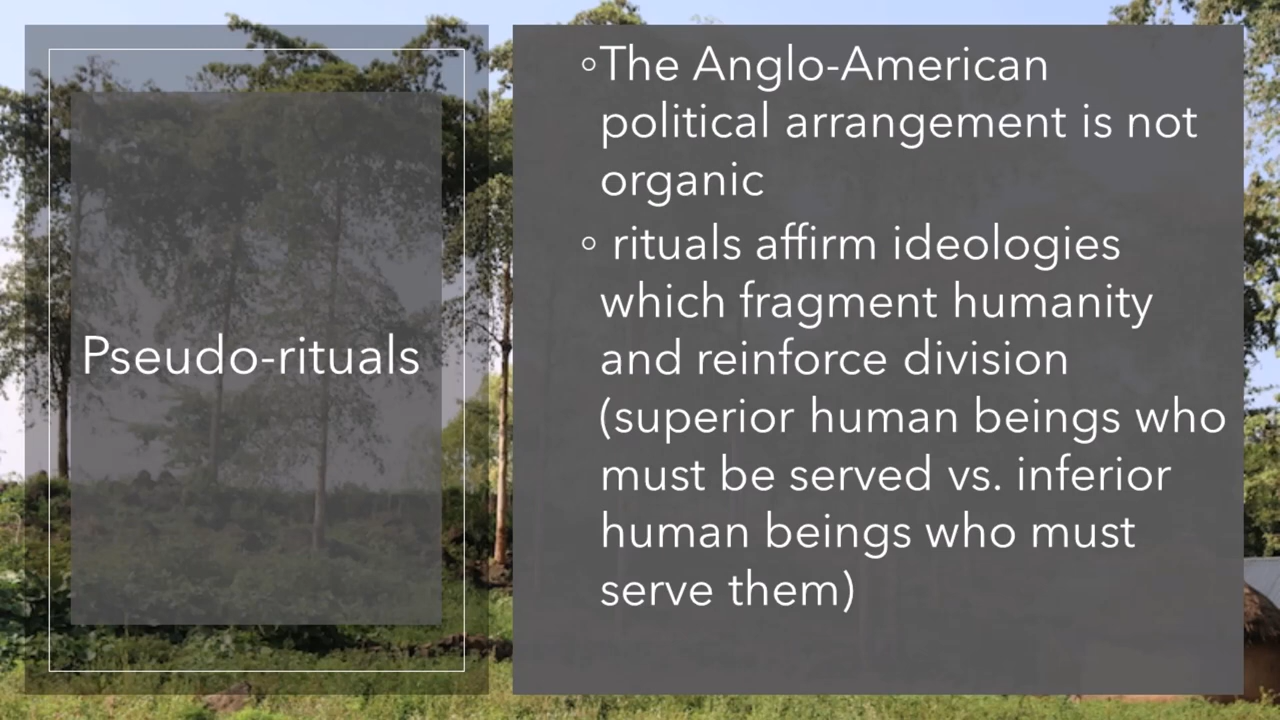 Pseudo-rituals
◦The Anglo-American
political arrangement is not
organic
◦ rituals affirm ideologies
which fragment humanity
and reinforce division
(superior human beings who
must be served vs. inferior
human beings who must
serve them)